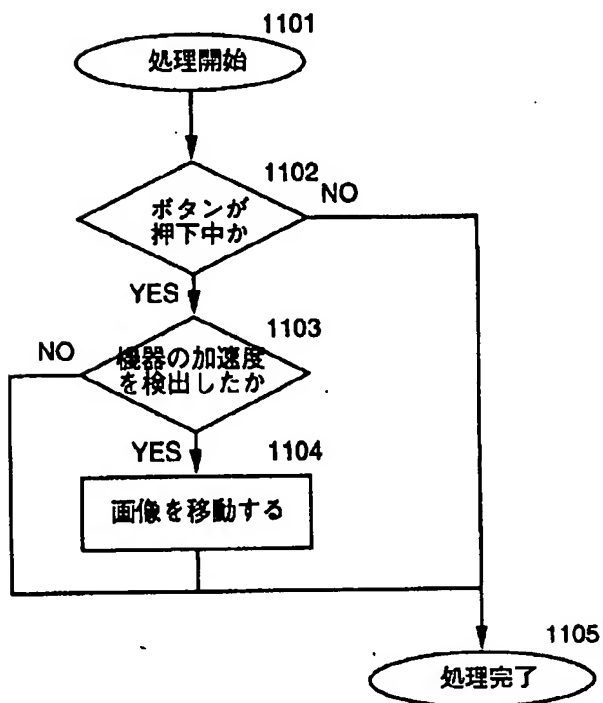 1101
処理開始
1102
ボタンが
押下中か
NO
YES
1103
機器の加速度
を検出したか
NO
YES
1104
画像を移動する
1105
処理完了